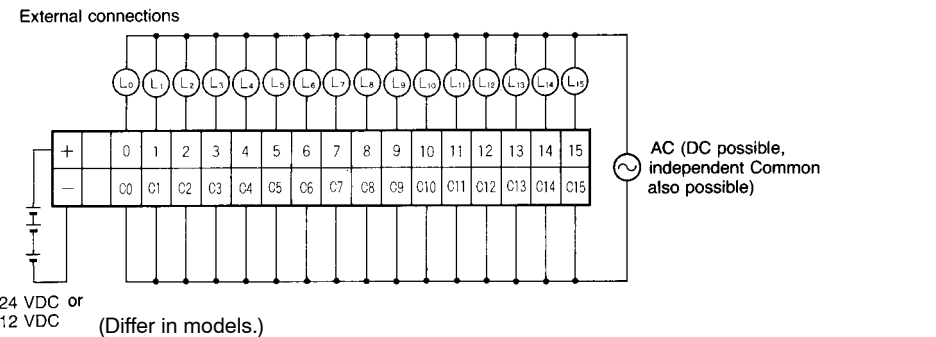 External connections
L0 L1 L2 L3 L4 L5 L6 L7 L8 L9 L10 L11 L12 L13 L14 L15
+ 0 1 2 3 4 5 6 7 8 9 10 11 12 13 14 15
− C0 C1 C2 C3 C4 C5 C6 C7 C8 C9 C10 C11 C12 C13 C14 C15
AC (DC possible,
independent Common
also possible)
24 VDC or
12 VDC
(Differ in models.)